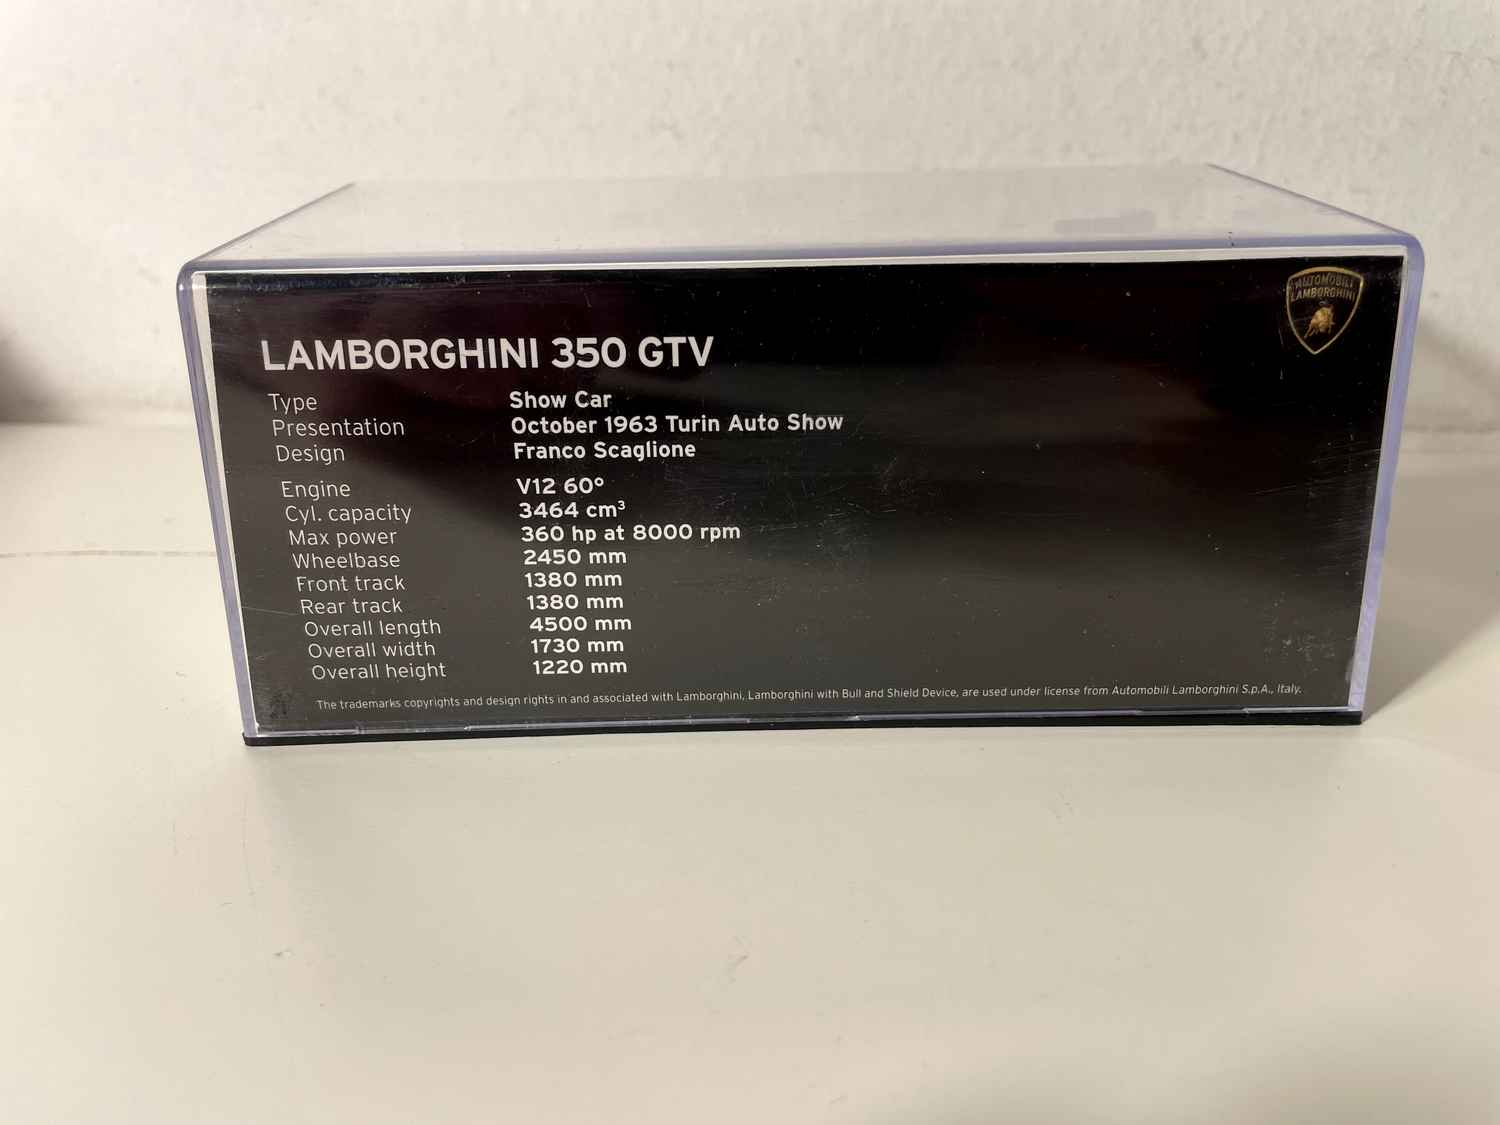 AUTOMOBILI
LAMBORGHINI
LAMBORGHINI 350 GTV
Type Show Car
Presentation October 1963 Turin Auto Show
Design Franco Scaglione
Engine V12 60°
Cyl. capacity 3464 cm³
Max power 360 hp at 8000 rpm
Wheelbase 2450 mm
Front track 1380 mm
Rear track 1380 mm
Overall length 4500 mm
Overall width 1730 mm
Overall height 1220 mm
The trademarks copyrights and design rights in and associated with Lamborghini, Lamborghini with Bull and Shield Device, are used under license from Automobili Lamborghini S.p.A., Italy.